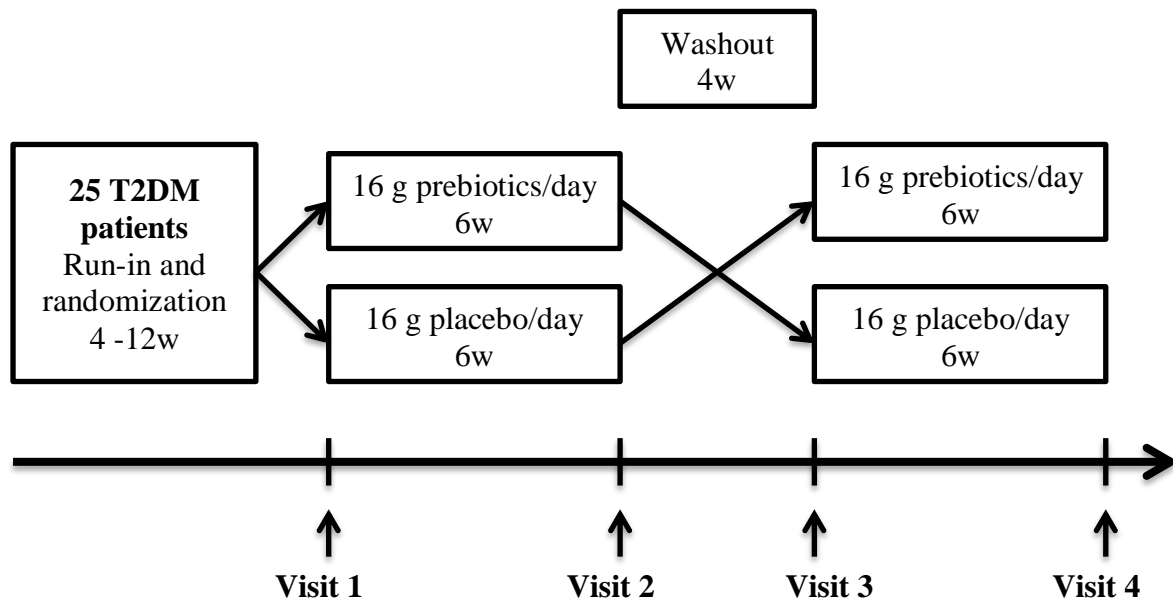 Washout
4w
25 T2DM
patients
Run-in and
randomization
4 -12w
16 g prebiotics/day
6w
16 g placebo/day
6w
16 g prebiotics/day
6w
16 g placebo/day
6w
Visit 1
Visit 2
Visit 3
Visit 4